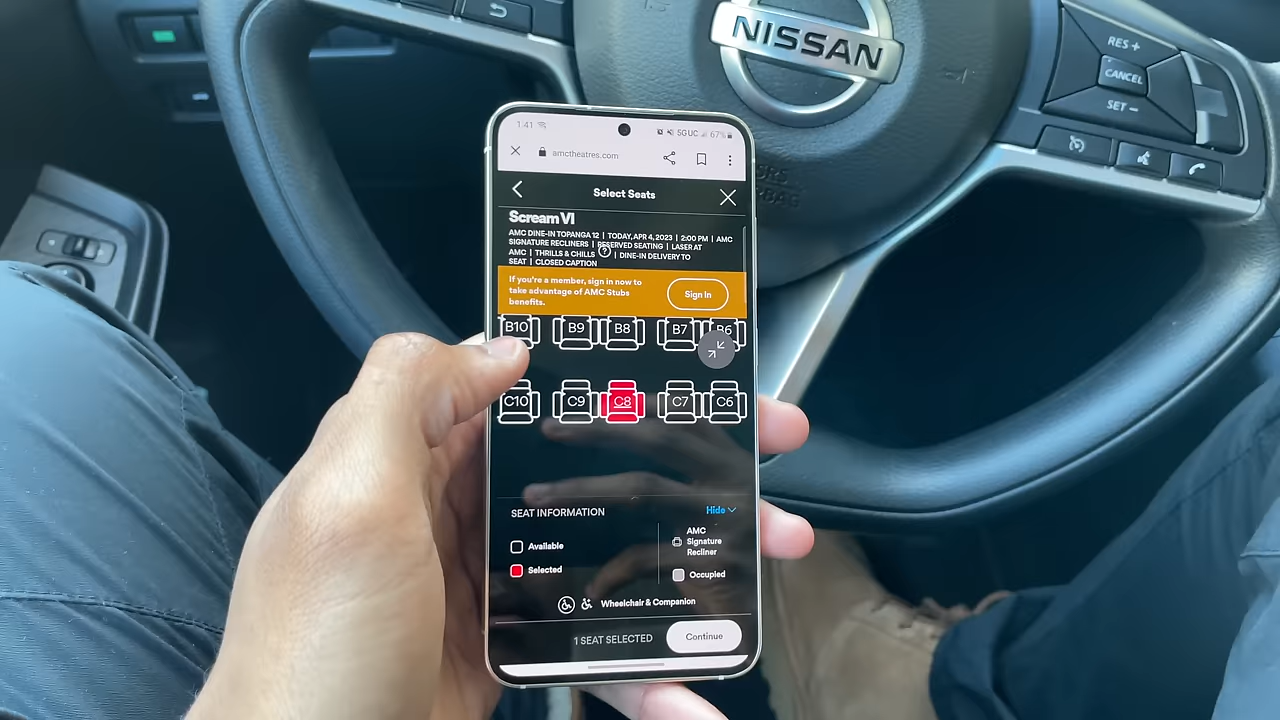 NISSAN
RES +
CANCEL
SET −
SRS
AIRBAG
1:41
5G UC
67%
amctheatres.com
Select Seats
Scream VI
AMC DINE-IN TOPANGA 12 | TODAY, APR 4, 2023 | 2:00 PM | AMC
SIGNATURE RECLINERS | RESERVED SEATING | LASER AT
AMC | THRILLS & CHILLS ? | DINE-IN DELIVERY TO
SEAT | CLOSED CAPTION
If you're a member, sign in now to
take advantage of AMC Stubs
benefits.
Sign In
B10 B9 B8 B7 B6
C10 C9 C8 C7 C6
SEAT INFORMATION
Hide
Available
Selected
AMC
Signature
Recliner
Occupied
Wheelchair & Companion
1 SEAT SELECTED
Continue